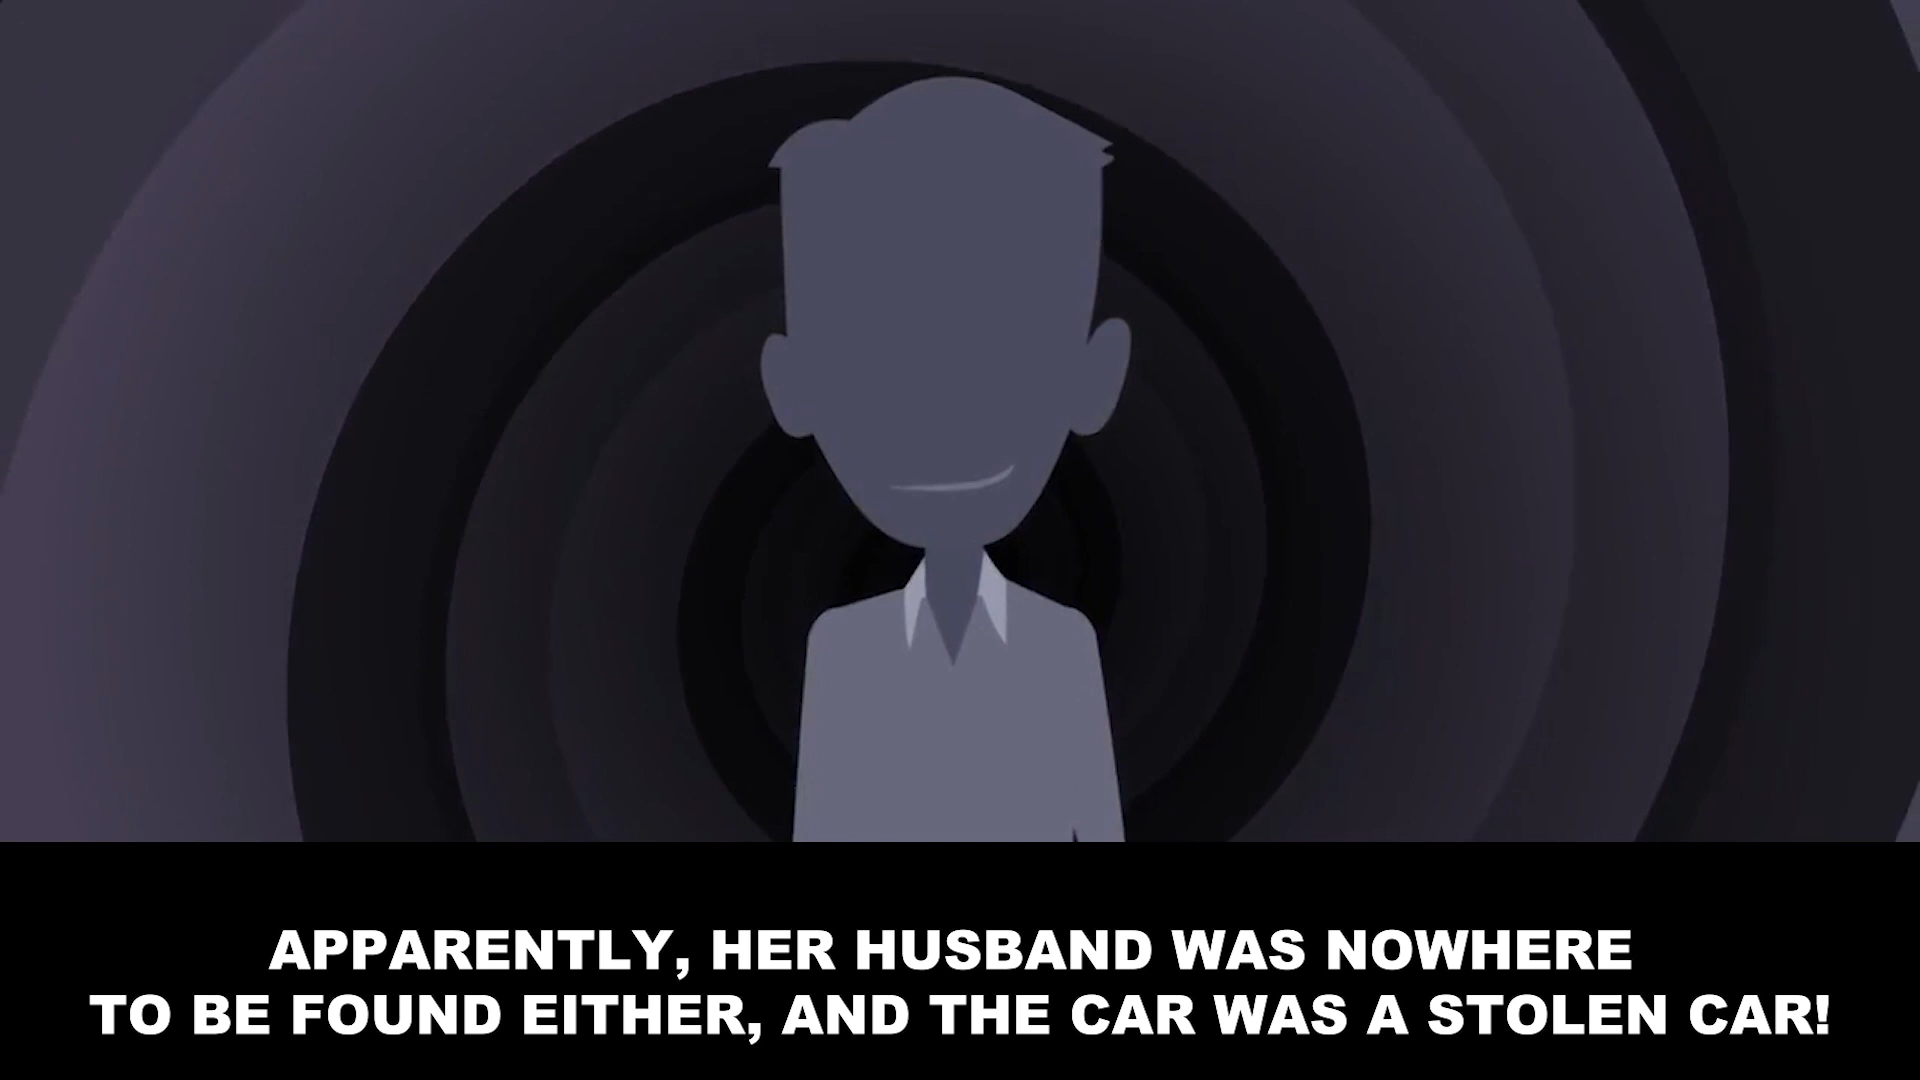 APPARENTLY, HER HUSBAND WAS NOWHERE
TO BE FOUND EITHER, AND THE CAR WAS A STOLEN CAR!